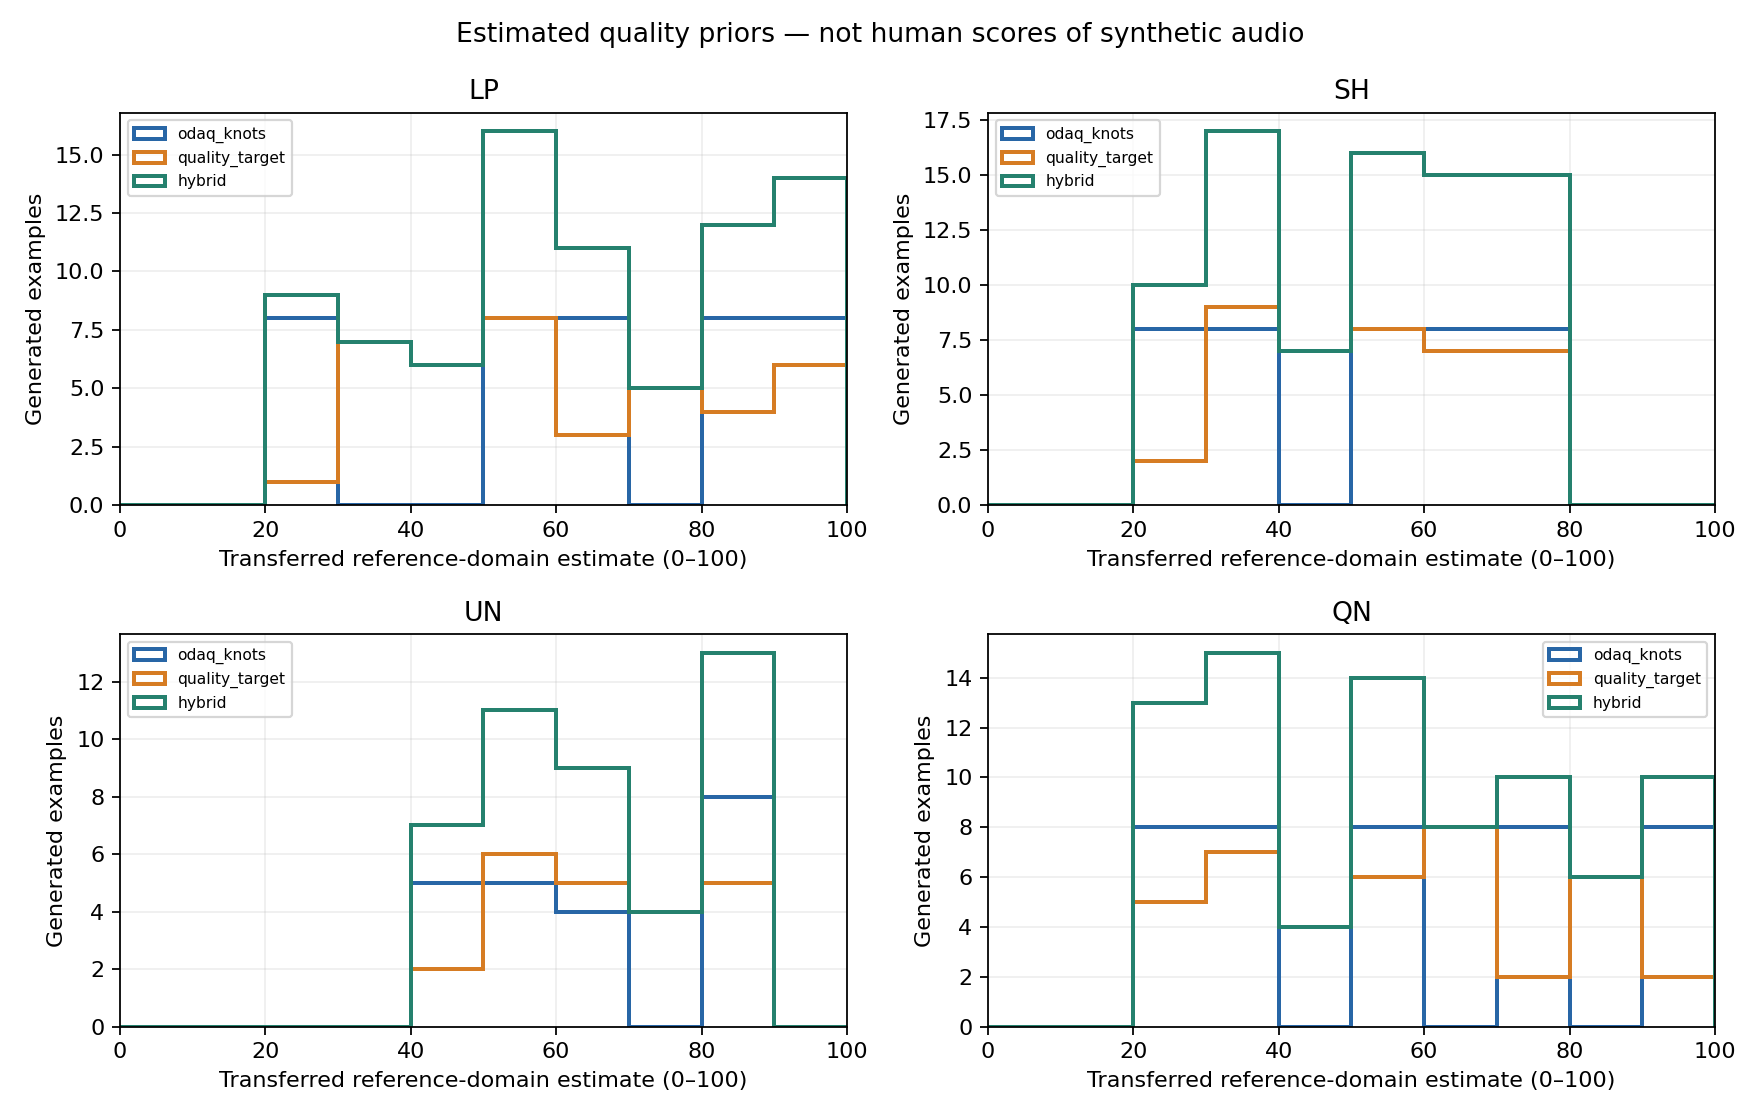 Estimated quality priors — not human scores of synthetic audio
LP
odaq_knots
quality_target
hybrid
Generated examples
15.0
12.5
10.0
7.5
5.0
2.5
0.0
0 20 40 60 80 100
Transferred reference-domain estimate (0–100)
SH
odaq_knots
quality_target
hybrid
Generated examples
17.5
15.0
12.5
10.0
7.5
5.0
2.5
0.0
0 20 40 60 80 100
Transferred reference-domain estimate (0–100)
UN
odaq_knots
quality_target
hybrid
Generated examples
12
10
8
6
4
2
0
0 20 40 60 80 100
Transferred reference-domain estimate (0–100)
QN
odaq_knots
quality_target
hybrid
Generated examples
14
12
10
8
6
4
2
0
0 20 40 60 80 100
Transferred reference-domain estimate (0–100)